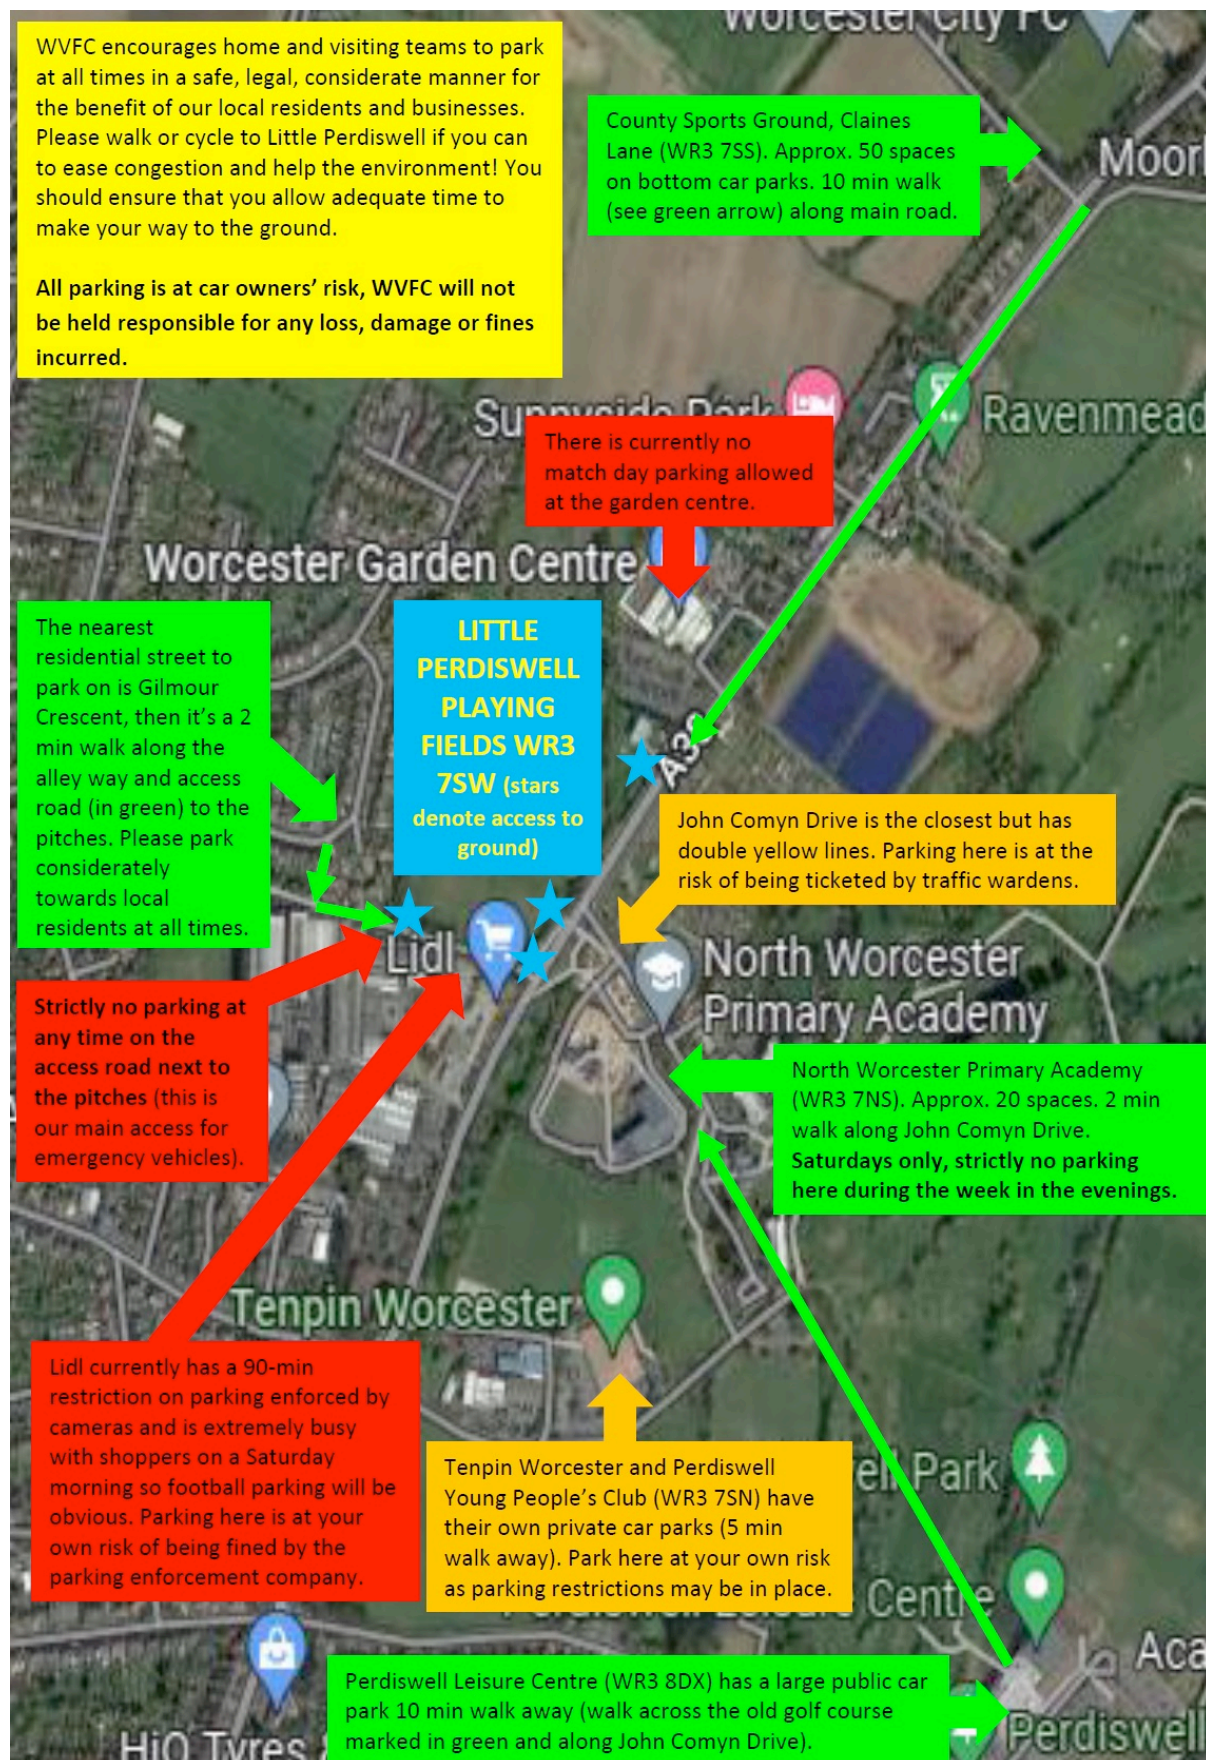 Worcester City FC
WVFC encourages home and visiting teams to park
at all times in a safe, legal, considerate manner for
the benefit of our local residents and businesses.
Please walk or cycle to Little Perdiswell if you can
to ease congestion and help the environment! You
should ensure that you allow adequate time to
make your way to the ground.
All parking is at car owners’ risk, WVFC will not
be held responsible for any loss, damage or fines
incurred.
County Sports Ground, Claines
Lane (WR3 7SS). Approx. 50 spaces
on bottom car parks. 10 min walk
(see green arrow) along main road.
Moor
Sunnyside Park
Ravenmead
There is currently no
match day parking allowed
at the garden centre.
Worcester Garden Centre
The nearest
residential street to
park on is Gilmour
Crescent, then it’s a 2
min walk along the
alley way and access
road (in green) to the
pitches. Please park
considerately
towards local
residents at all times.
LITTLE
PERDISWELL
PLAYING
FIELDS WR3
7SW (stars
denote access to
ground)
A38
John Comyn Drive is the closest but has
double yellow lines. Parking here is at the
risk of being ticketed by traffic wardens.
Lidl
North Worcester
Primary Academy
Strictly no parking at
any time on the
access road next to
the pitches (this is
our main access for
emergency vehicles).
North Worcester Primary Academy
(WR3 7NS). Approx. 20 spaces. 2 min
walk along John Comyn Drive.
Saturdays only, strictly no parking
here during the week in the evenings.
Tenpin Worcester
Lidl currently has a 90-min
restriction on parking enforced by
cameras and is extremely busy
with shoppers on a Saturday
morning so football parking will be
obvious. Parking here is at your
own risk of being fined by the
parking enforcement company.
Tenpin Worcester and Perdiswell
Young People’s Club (WR3 7SN) have
their own private car parks (5 min
walk away). Park here at your own risk
as parking restrictions may be in place.
ell Park
Perdiswell Leisure Centre
Aca
Perdiswell Leisure Centre (WR3 8DX) has a large public car
park 10 min walk away (walk across the old golf course
marked in green and along John Comyn Drive).
Perdiswell
HiQ Tyres &